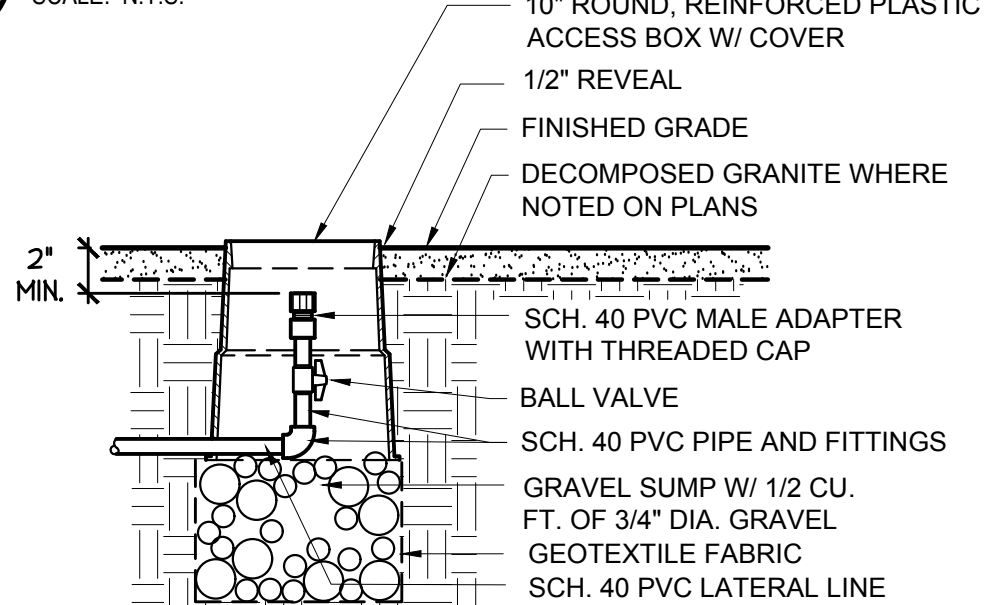 SCALE: N.T.S.
10" ROUND, REINFORCED PLASTIC
ACCESS BOX W/ COVER
1/2" REVEAL
FINISHED GRADE
DECOMPOSED GRANITE WHERE
NOTED ON PLANS
2"
MIN.
SCH. 40 PVC MALE ADAPTER
WITH THREADED CAP
BALL VALVE
SCH. 40 PVC PIPE AND FITTINGS
GRAVEL SUMP W/ 1/2 CU.
FT. OF 3/4" DIA. GRAVEL
GEOTEXTILE FABRIC
SCH. 40 PVC LATERAL LINE